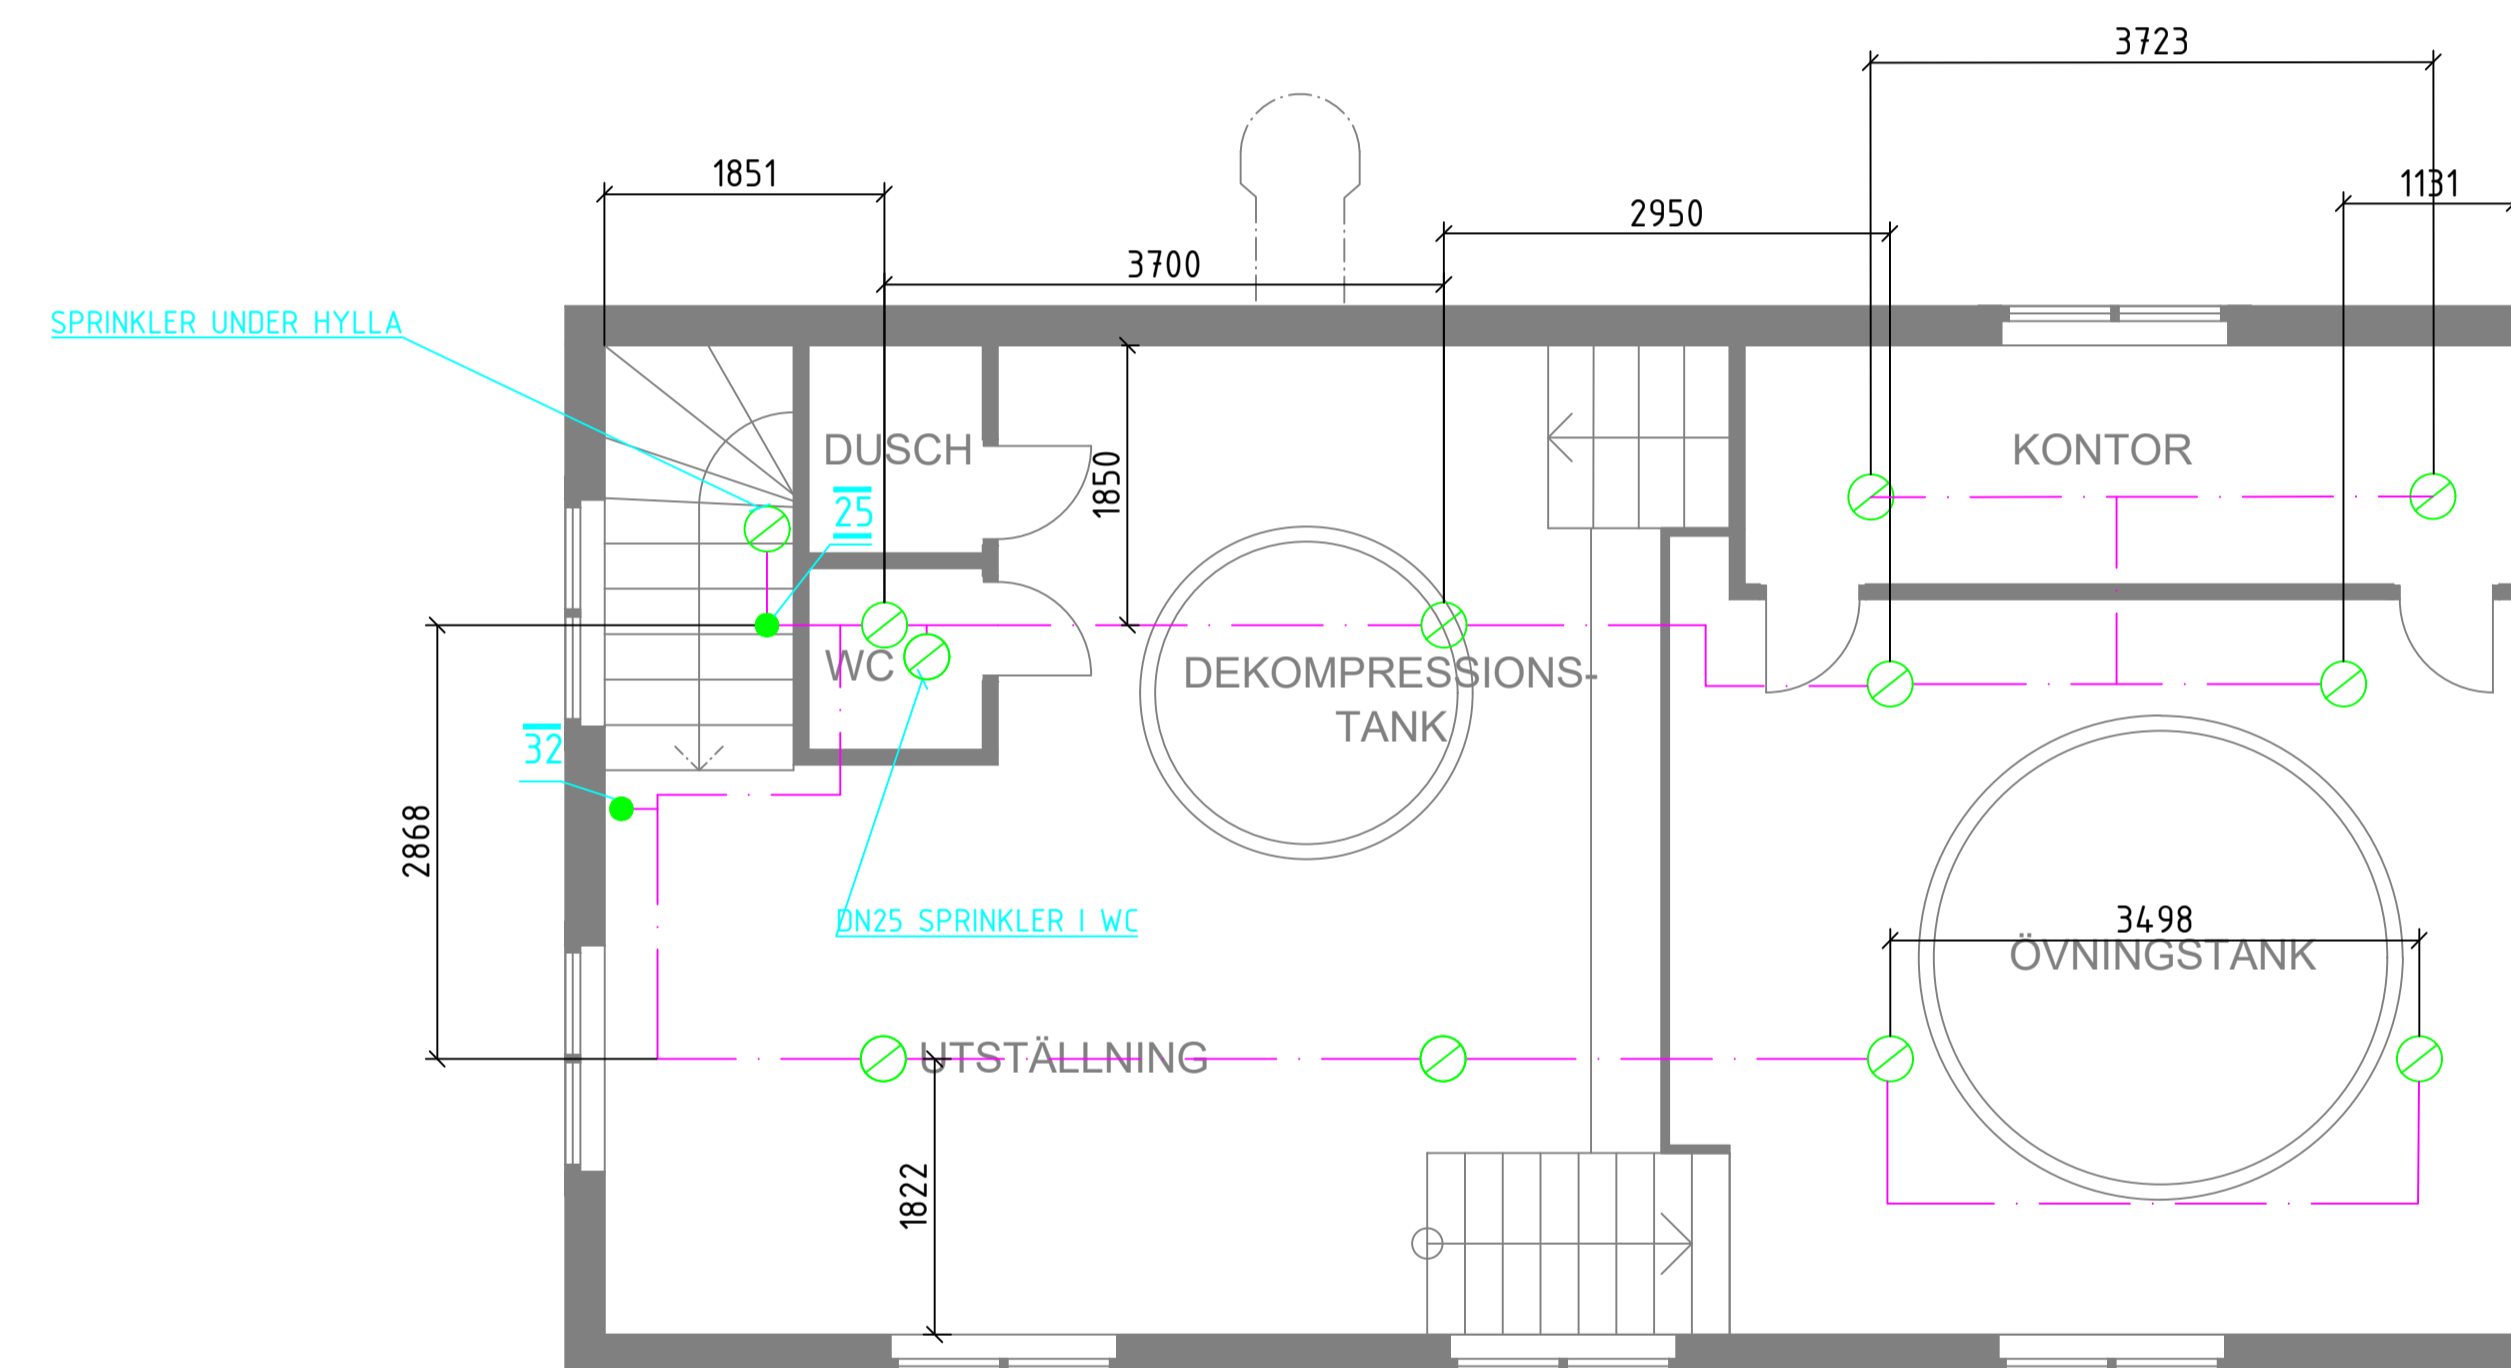 3723
1851
1131
2950
3700
SPRINKLER UNDER HYLLA
DUSCH
KONTOR
1850
25
WC
DEKOMPRESSIONS-
TANK
32
2868
DN25 SPRINKLER I WC
3498
ÖVNINGSTANK
UTSTÄLLNING
1822